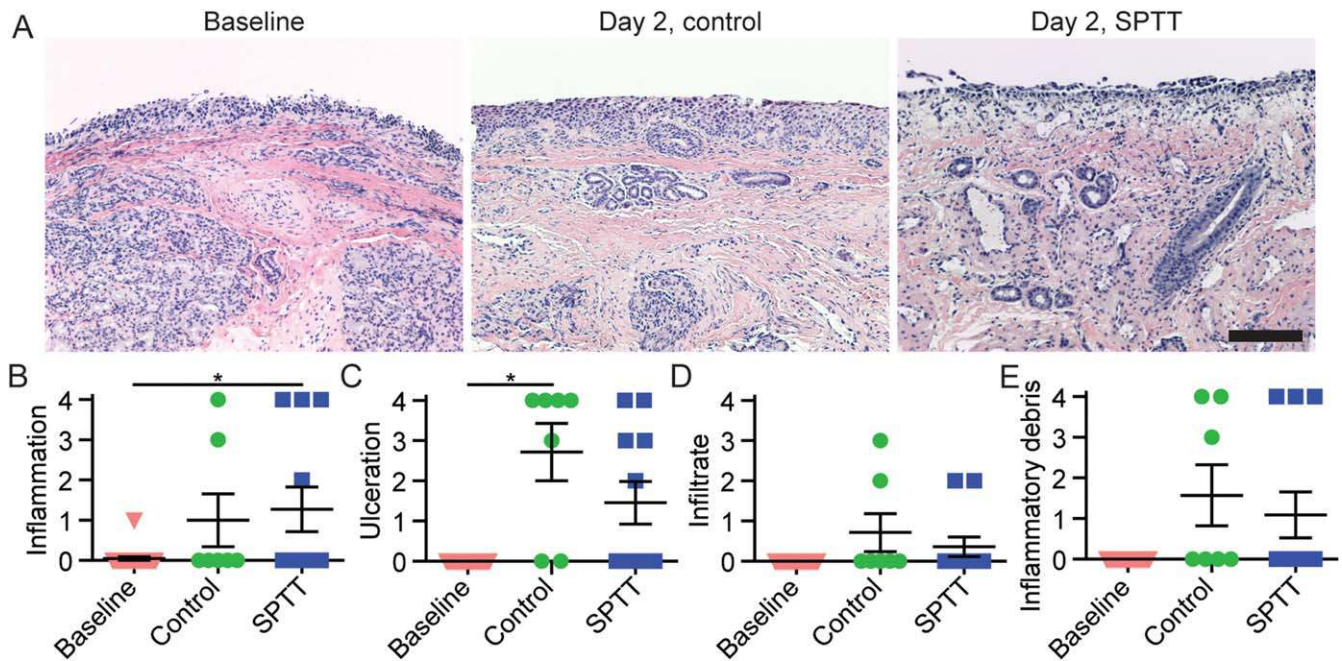 A
Baseline
Day 2, control
Day 2, SPTT
B
Inflammation
4
3
2
1
0
*
Baseline
Control
SPTT
C
Ulceration
4
3
2
1
0
*
Baseline
Control
SPTT
D
Infiltrate
4
3
2
1
0
Baseline
Control
SPTT
E
Inflammatory debris
4
3
2
1
0
Baseline
Control
SPTT